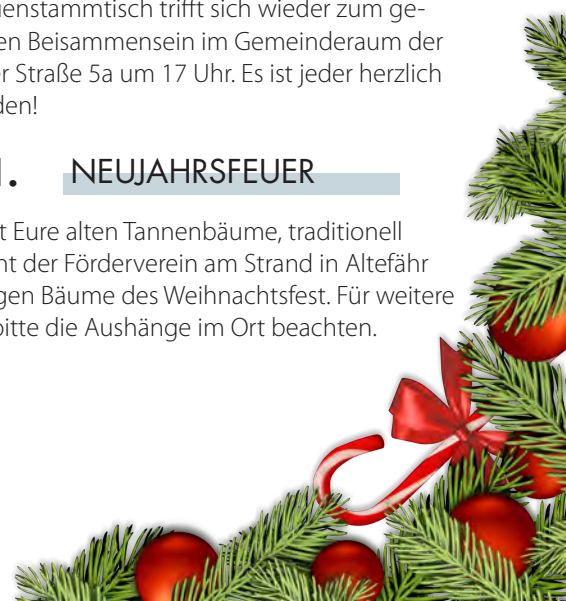 uenstammtisch trifft sich wieder zum ge-
en Beisammensein im Gemeinderaum der
er Straße 5a um 17 Uhr. Es ist jeder herzlich
den!
. NEUJAHRSFEUER
t Eure alten Tannenbäume, traditionell
nt der Förderverein am Strand in Altefähr
gen Bäume des Weihnachtsfest. Für weitere
bitte die Aushänge im Ort beachten.